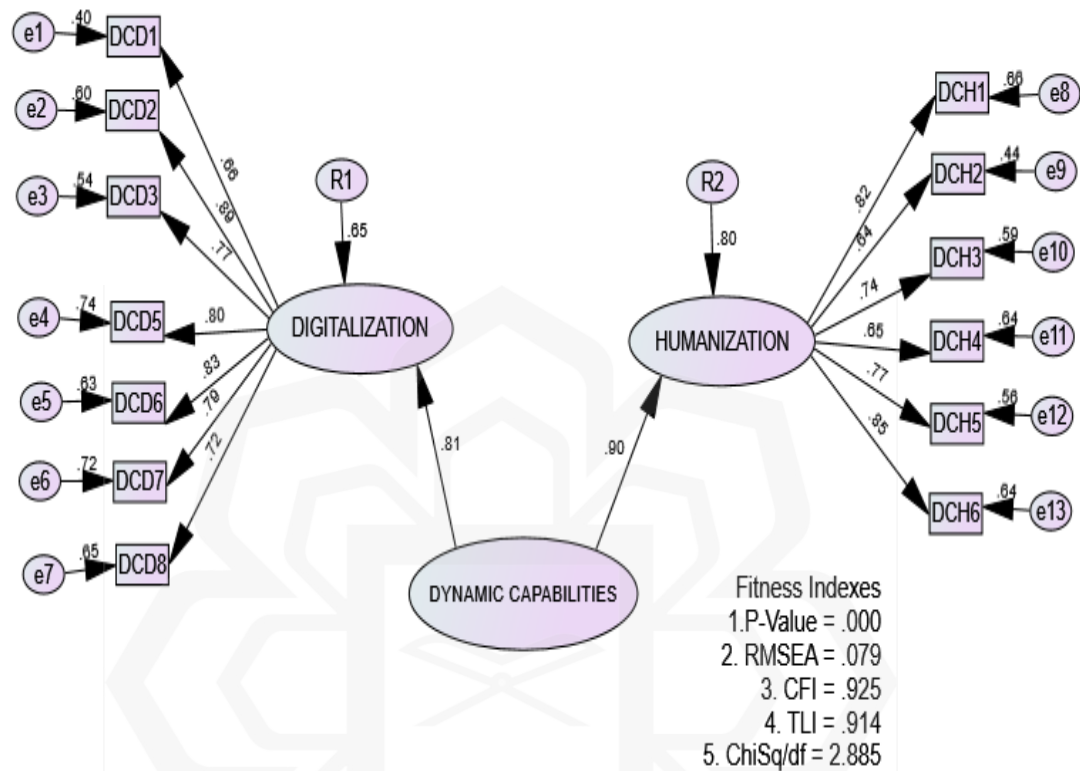 e1 .40 DCD1
e2 .60 DCD2
e3 .54 DCD3
e4 .74 DCD5
e5 .63 DCD6
e6 .72 DCD7
e7 .65 DCD8
.66
.89
.77
.80
.83
.79
.72
R1
.65
DIGITALIZATION
R2
.80
HUMANIZATION
.82
.64
.74
.65
.77
.85
DCH1 .66 e8
DCH2 .44 e9
DCH3 .59 e10
DCH4 .64 e11
DCH5 .56 e12
DCH6 .64 e13
.81
.90
DYNAMIC CAPABILITIES
Fitness Indexes
1.P-Value = .000
2. RMSEA = .079
3. CFI = .925
4. TLI = .914
5. ChiSq/df = 2.885